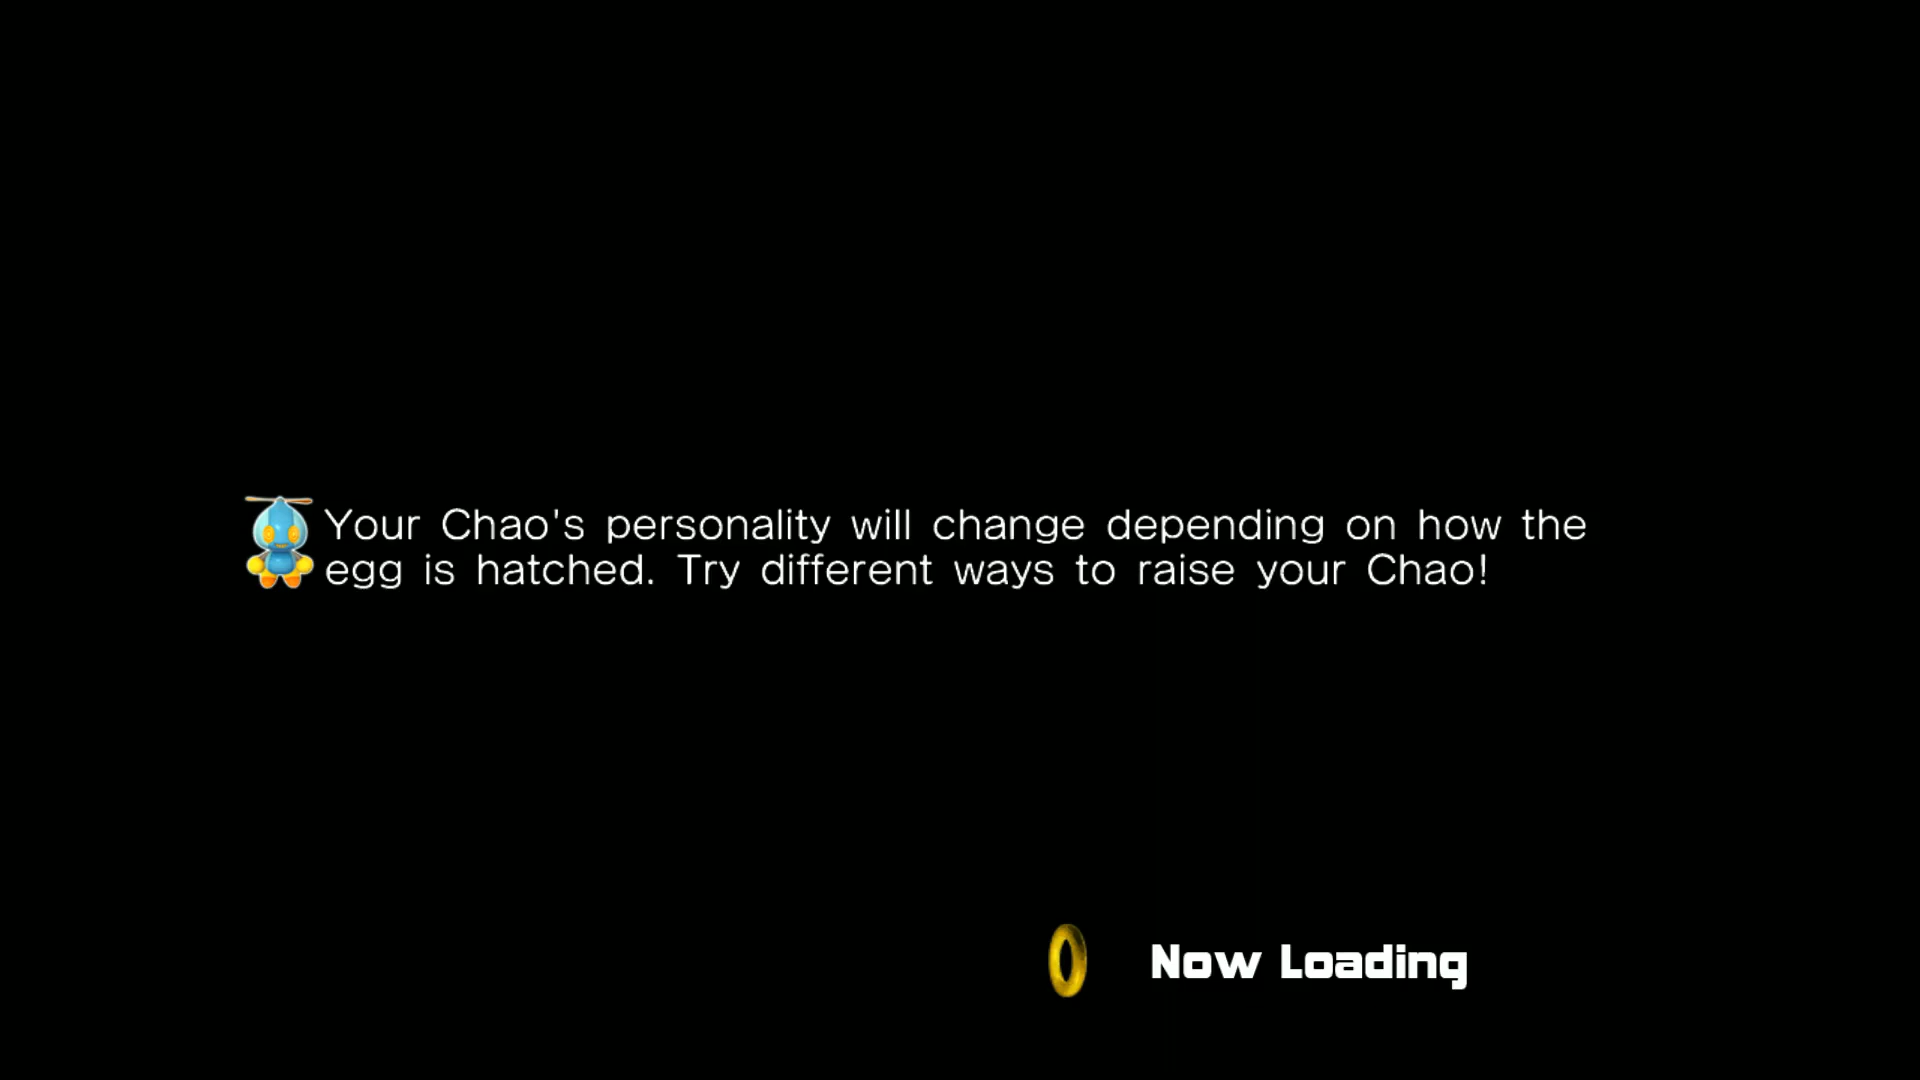 Your Chao's personality will change depending on how the
egg is hatched. Try different ways to raise your Chao!
Now Loading